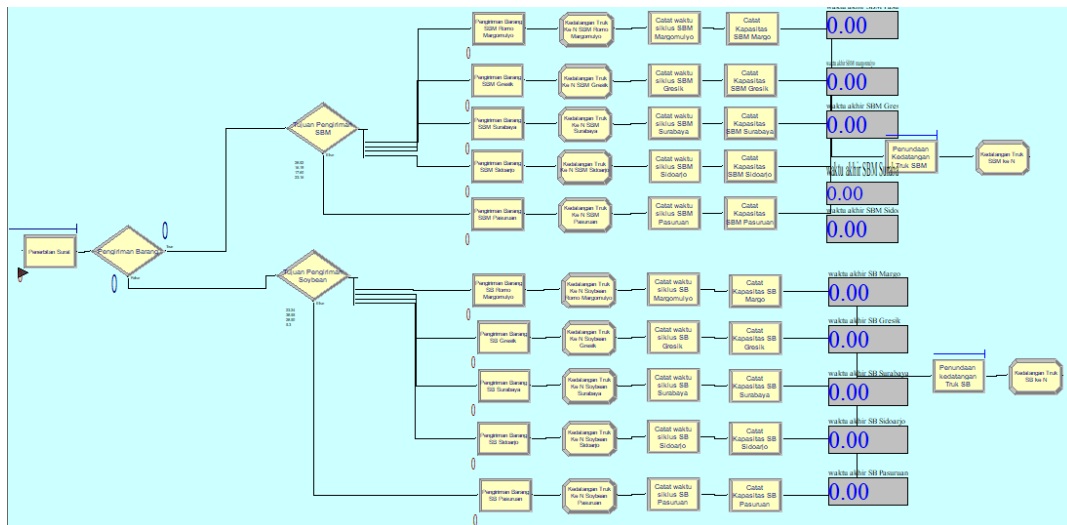 Pengiriman Barang
SBM Romo
Margomulyo
Kedatangan Truk
Ke N SBM Romo
Margomulyo
Catat waktu
siklus SBM
Margomulyo
Catat
Kapasitas
SBM Margo
0.00
Pengiriman Barang
SBM Gresik
Kedatangan Truk
Ke N SBM Gresik
Catat waktu
siklus SBM
Gresik
Catat
Kapasitas
SBM Gresik
0.00
Tujuan Pengiriman
SBM
Pengiriman Barang
SBM Surabaya
Kedatangan Truk
Ke N SBM
Surabaya
Catat waktu
siklus SBM
Surabaya
Catat
Kapasitas
SBM Surabaya
waktu akhir SBM Gres
0.00
Else
Pengiriman Barang
SBM Sidoarjo
Kedatangan Truk
Ke N SBM Sidoarjo
Catat waktu
siklus SBM
Sidoarjo
Catat
Kapasitas
SBM Sidoarjo
waktu akhir SBM Suraba
0.00
Penundaan
Kedatangan
Truk SBM
Kedatangan Truk
SBM ke N
Pengiriman Barang
SBM Pasuruan
Kedatangan Truk
Ke N SBM
Pasuruan
Catat waktu
siklus SBM
Pasuruan
Catat
Kapasitas
SBM Pasuruan
waktu akhir SBM Sido
0.00
Penerbitan Surat
Pengiriman Barang
True
False
Tujuan Pengiriman
Soybean
Else
Pengiriman Barang
SB Romo
Margomulyo
Kedatangan Truk
Ke N Soybean
Romo Margomulyo
Catat waktu
siklus SB
Margomulyo
Catat
Kapasitas SB
Margo
waktu akhir SB Margo
0.00
Pengiriman Barang
SB Gresik
Kedatangan Truk
Ke N Soybean
Gresik
Catat waktu
siklus SB
Gresik
Catat
Kapasitas SB
Gresik
waktu akhir SB Gresik
0.00
Pengiriman Barang
SB Surabaya
Kedatangan Truk
Ke N Soybean
Surabaya
Catat waktu
siklus SB
Surabaya
Catat
Kapasitas SB
Surabaya
waktu akhir SB Surabaya
0.00
Penundaan
kedatangan
Truk SB
Kedatangan Truk
SB ke N
Pengiriman Barang
SB Sidoarjo
Kedatangan Truk
Ke N Soybean
Sidoarjo
Catat waktu
siklus SB
Sidoarjo
Catat
Kapasitas SB
Sidoarjo
waktu akhir SB Sidoarjo
0.00
Pengiriman Barang
SB Pasuruan
Kedatangan Truk
Ke N Soybean
Pasuruan
Catat waktu
siklus SB
Pasuruan
Catat
Kapasitas SB
Pasuruan
waktu akhir SB Pasuruan
0.00